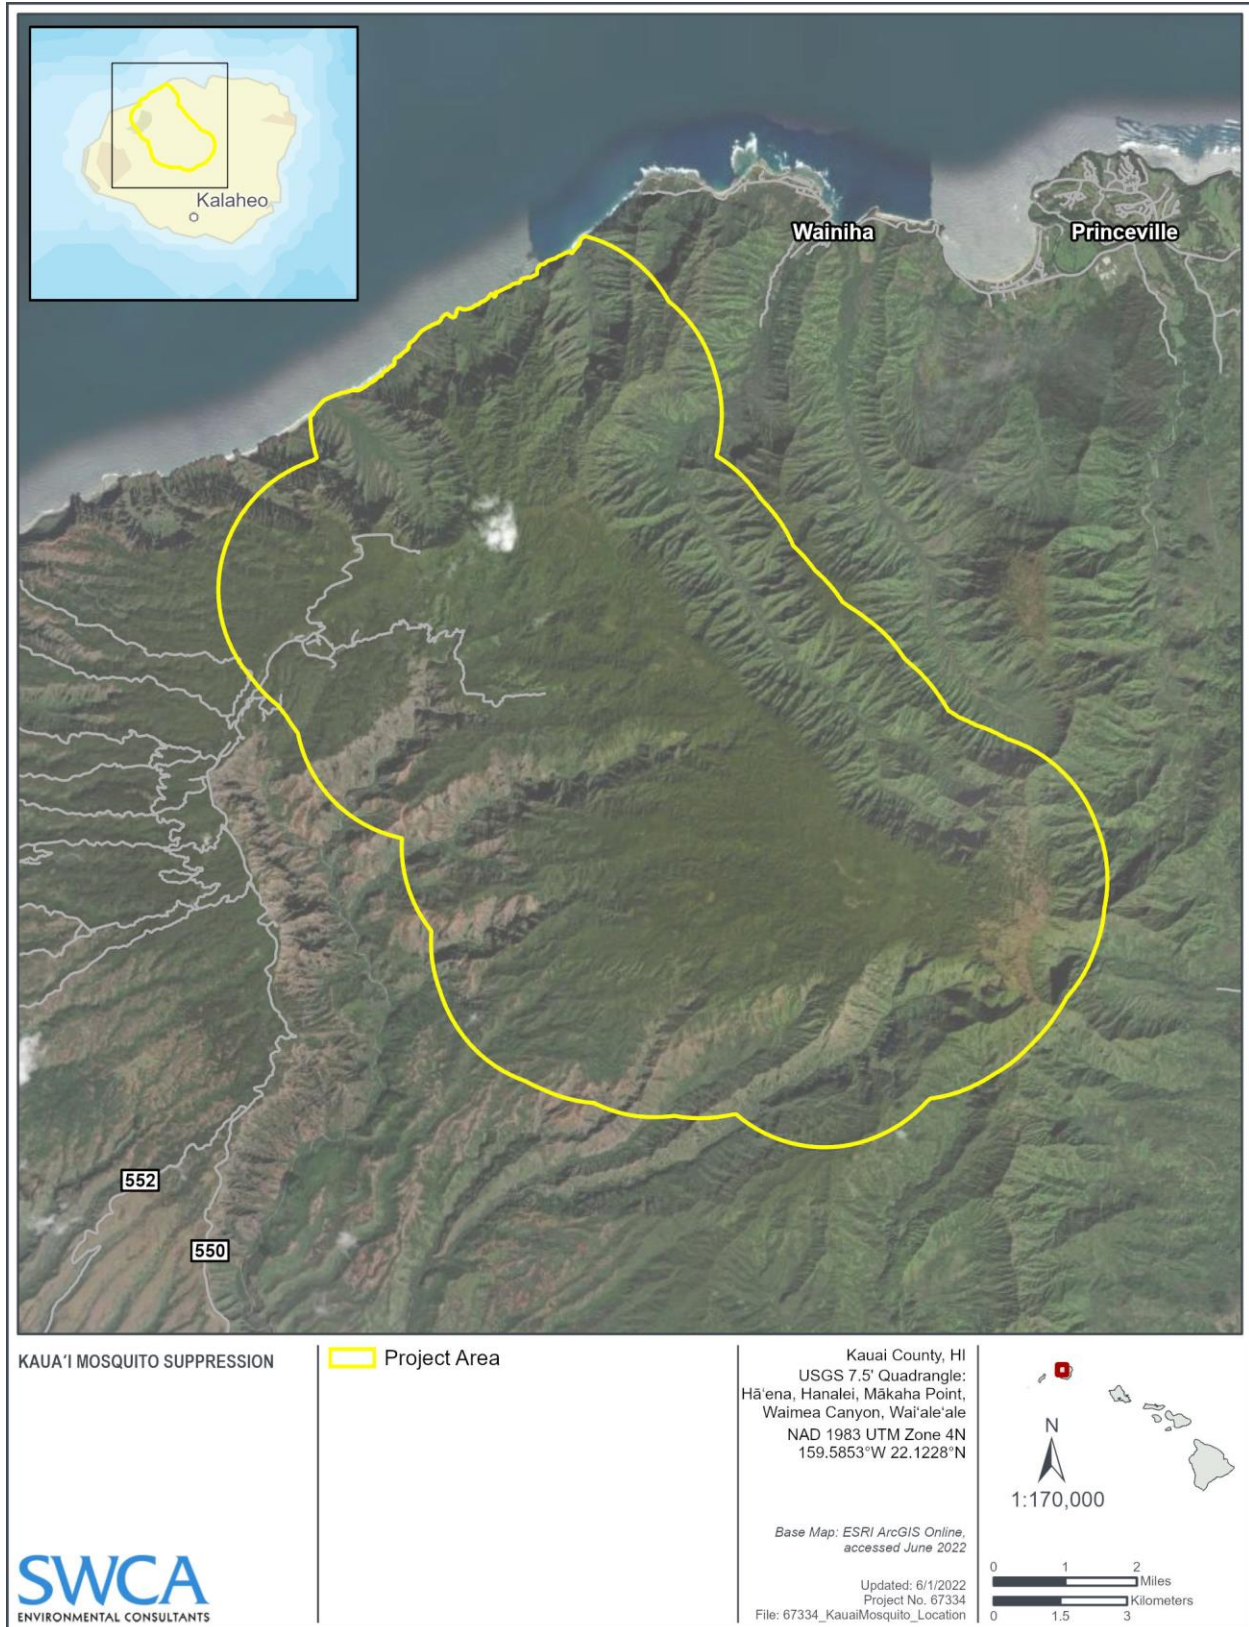 Kalaheo
Wainiha
Princeville
552
550
KAUAʻI MOSQUITO SUPPRESSION
SWCA
ENVIRONMENTAL CONSULTANTS
Project Area
Kauai County, HI
USGS 7.5' Quadrangle:
Hāʻena, Hanalei, Mākaha Point,
Waimea Canyon, Waiʻaleʻale
NAD 1983 UTM Zone 4N
159.5853°W 22.1228°N
Base Map: ESRI ArcGIS Online,
accessed June 2022
Updated: 6/1/2022
Project No. 67334
File: 67334_KauaiMosquito_Location
N
1:170,000
0 1 2
Miles
Kilometers
0 1.5 3